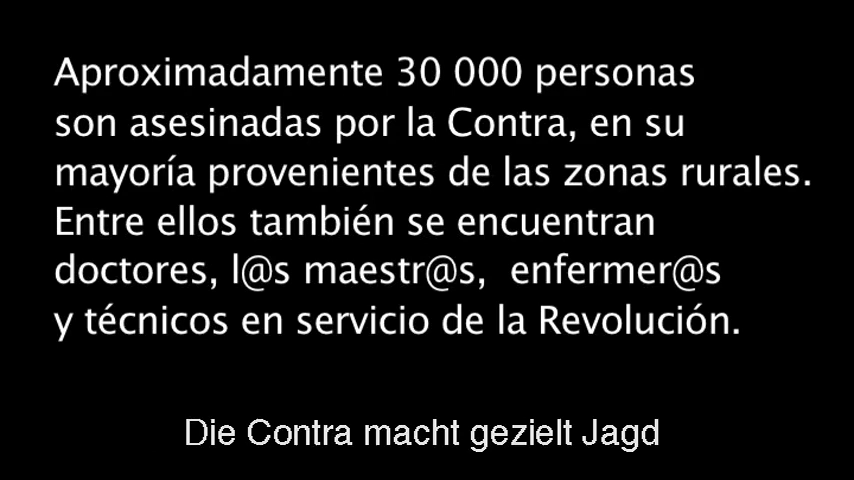 Aproximadamente 30 000 personas
son asesinadas por la Contra, en su
mayoría provenientes de las zonas rurales.
Entre ellos también se encuentran
doctores, l@s maestr@s, enfermer@s
y técnicos en servicio de la Revolución.
Die Contra macht gezielt Jagd